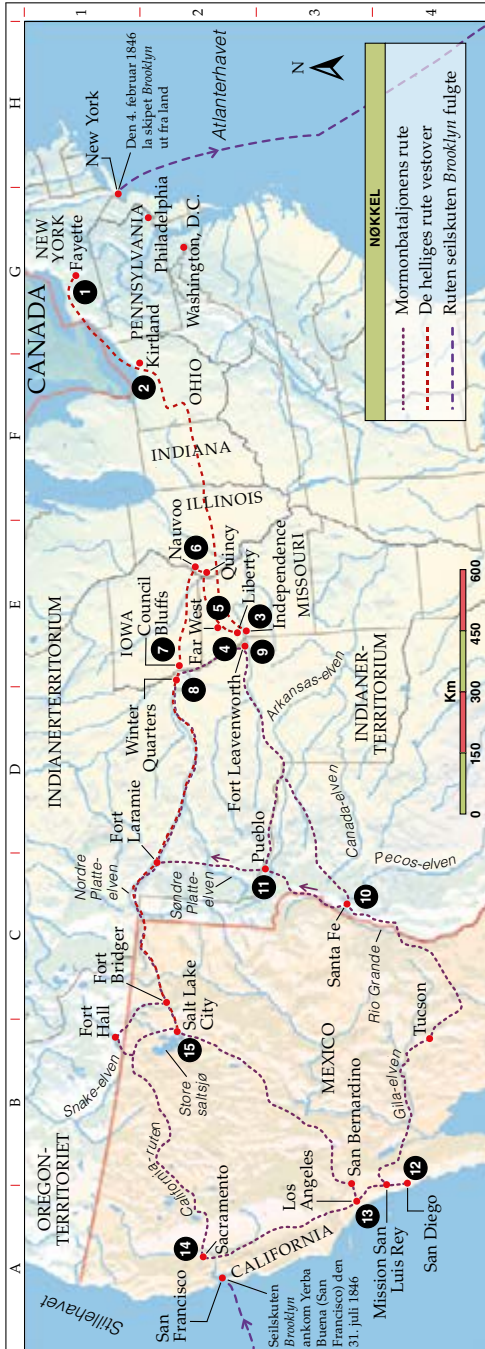 A
B
C
D
E
F
G
H
1
2
3
4
Stillehavet
OREGON-
TERRITORIET
INDIANERTERRITORIUM
CANADA
Snake-elven
Fort
Hall
Fort
Bridger
Nordre
Platte-
elven
Fort
Laramie
Winter
Quarters
IOWA
Council
Bluffs
Far West
Nauvoo
Quincy
ILLINOIS
INDIANA
OHIO
Kirtland
PENNSYLVANIA
NEW
YORK
Fayette
New York
Den 4. februar 1846
la skipet Brooklyn
ut fra land
Philadelphia
Washington, D.C.
Atlanterhavet
N
1
2
3
4
5
6
7
8
9
10
11
12
13
14
15
San
Francisco
Sacramento
California-ruten
Store
saltsjø
Salt Lake
City
Søndre
Platte-
elven
Pueblo
Fort Leavenworth
Liberty
Independence
MISSOURI
Arkansas-elven
INDIANER-
TERRITORIUM
Canada-elven
Pecos-elven
Santa Fe
Rio Grande
MEXICO
Tucson
Gila-elven
San Bernardino
Los
Angeles
CALIFORNIA
Mission San
Luis Rey
San Diego
Seilskuten
Brooklyn
ankom Yerba
Buena (San
Francisco) den
31. juli 1846
Km
0
150
300
450
600
NØKKEL
Mormonbataljonens rute
De helliges rute vestover
Ruten seilskuten Brooklyn fulgte